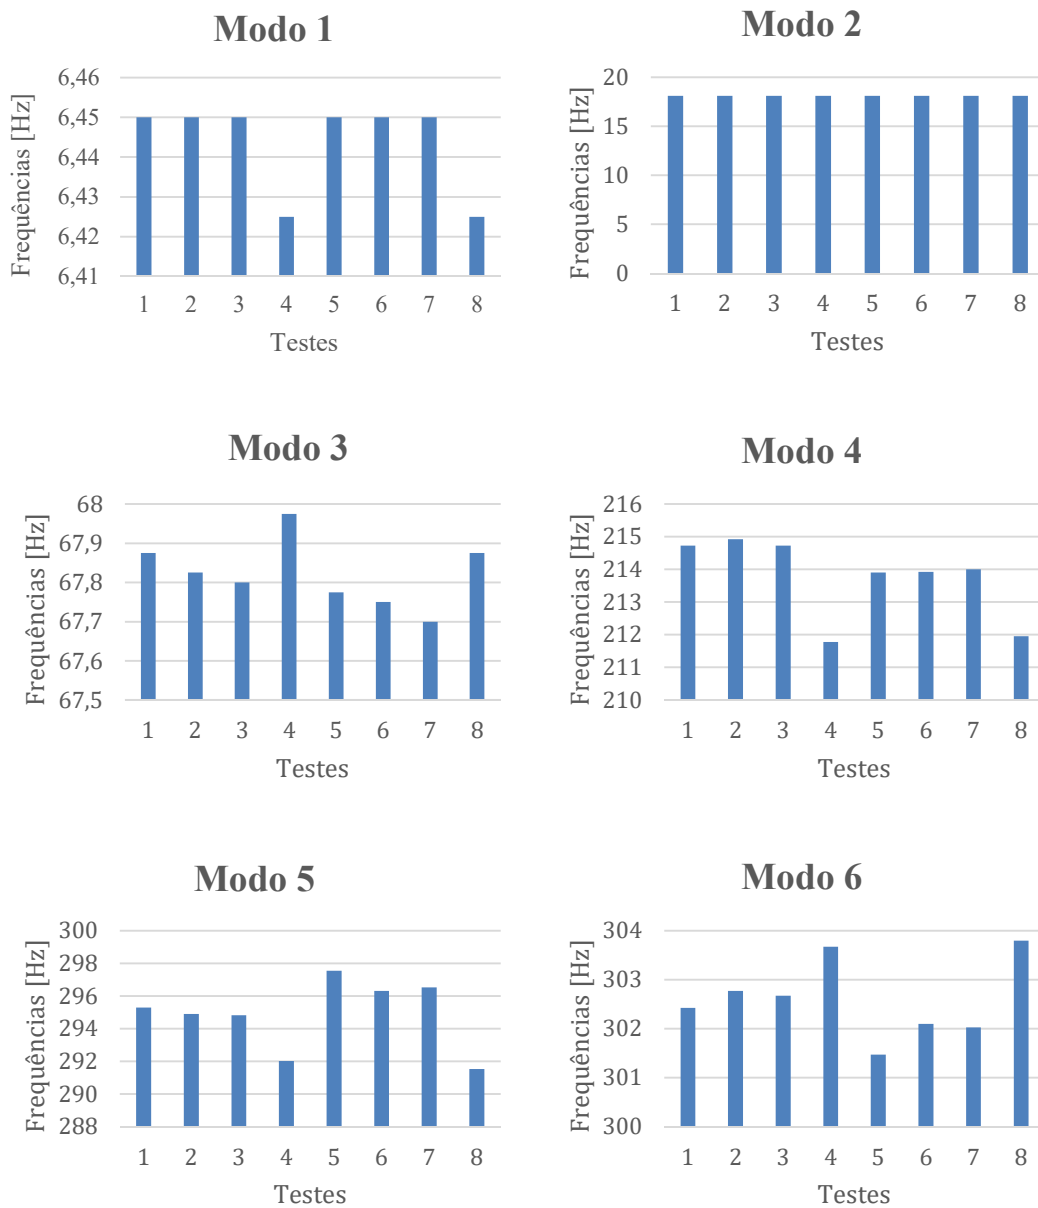 Modo 1
Frequências [Hz]
6,46
6,45
6,44
6,43
6,42
6,41
1 2 3 4 5 6 7 8
Testes
Modo 2
Frequências [Hz]
20
15
10
5
0
1 2 3 4 5 6 7 8
Testes
Modo 3
Frequências [Hz]
68
67,9
67,8
67,7
67,6
67,5
1 2 3 4 5 6 7 8
Testes
Modo 4
Frequências [Hz]
216
215
214
213
212
211
210
1 2 3 4 5 6 7 8
Testes
Modo 5
Frequências [Hz]
300
298
296
294
292
290
288
1 2 3 4 5 6 7 8
Testes
Modo 6
Frequências [Hz]
304
303
302
301
300
1 2 3 4 5 6 7 8
Testes